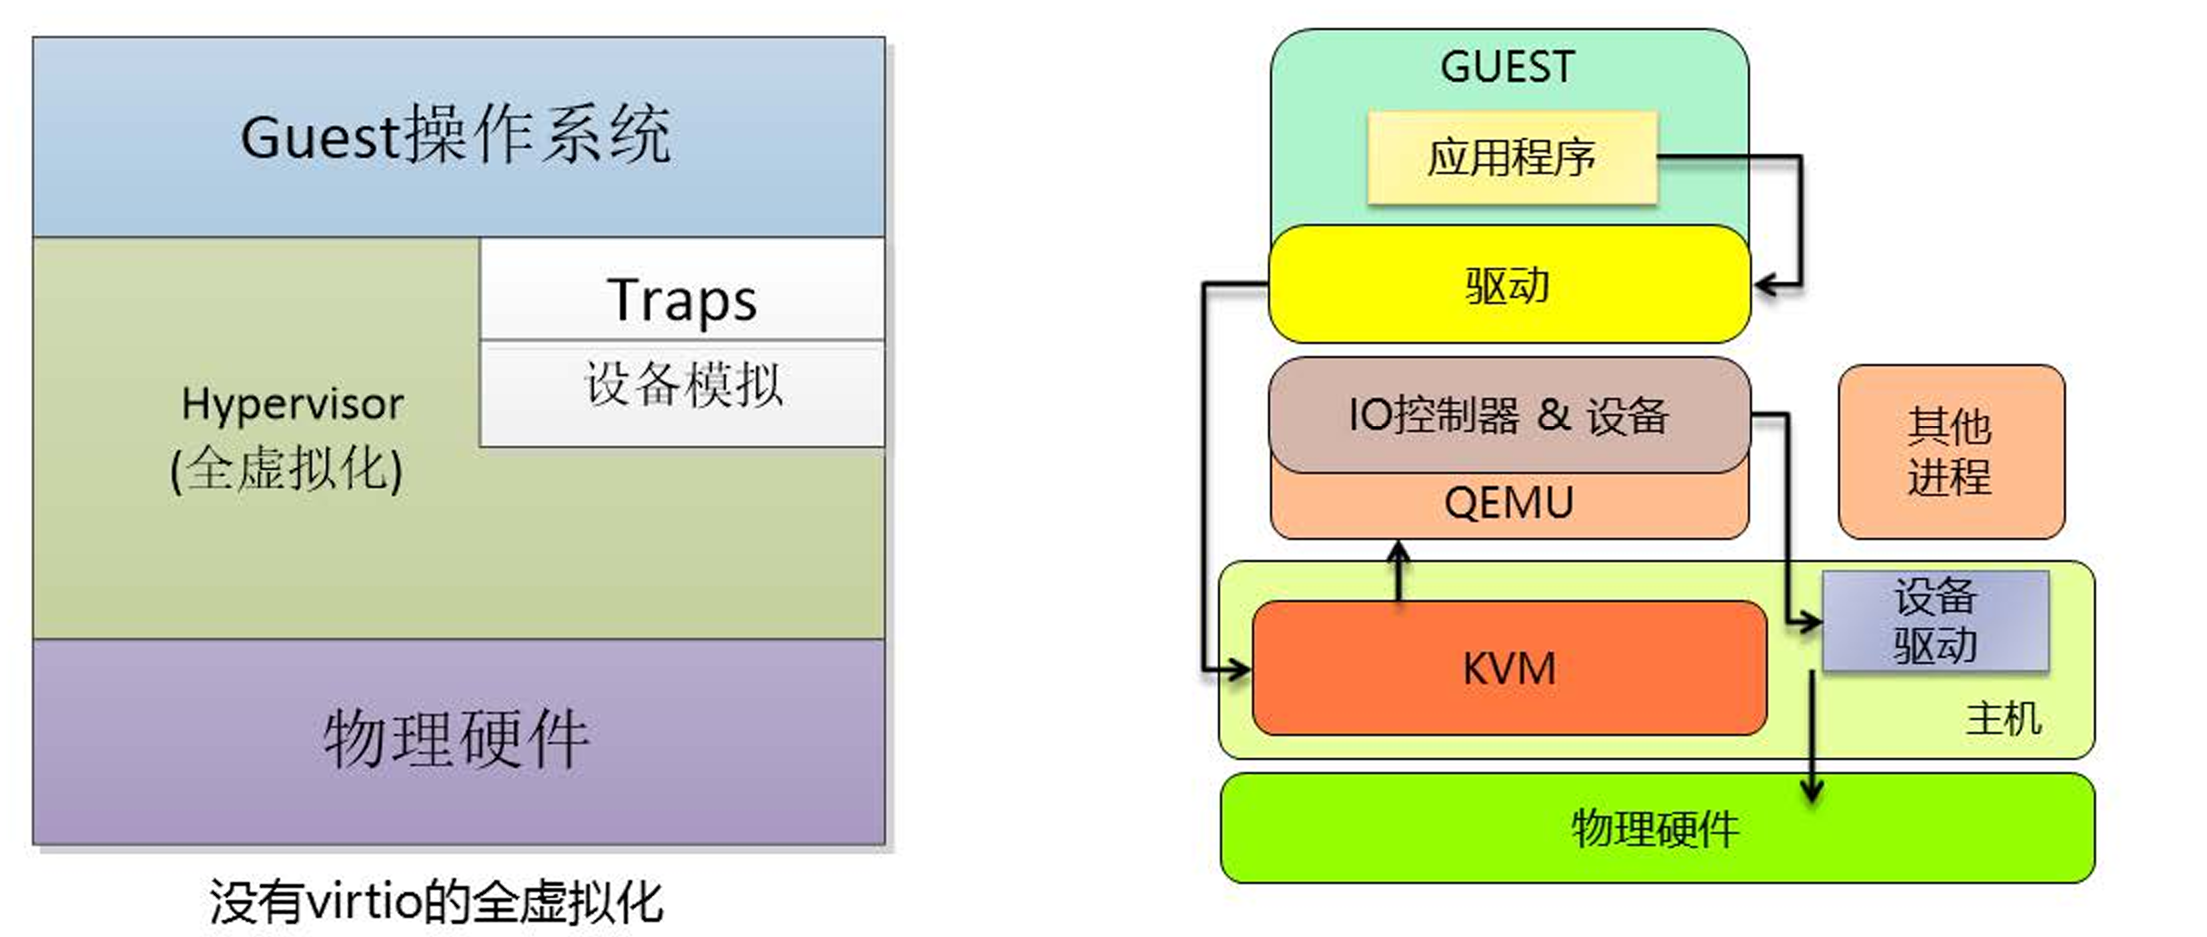 Guest操作系统
Traps
设备模拟
Hypervisor
(全虚拟化)
物理硬件
没有virtio的全虚拟化
GUEST
应用程序
驱动
IO控制器 & 设备
QEMU
其他
进程
KVM
设备
驱动
主机
物理硬件